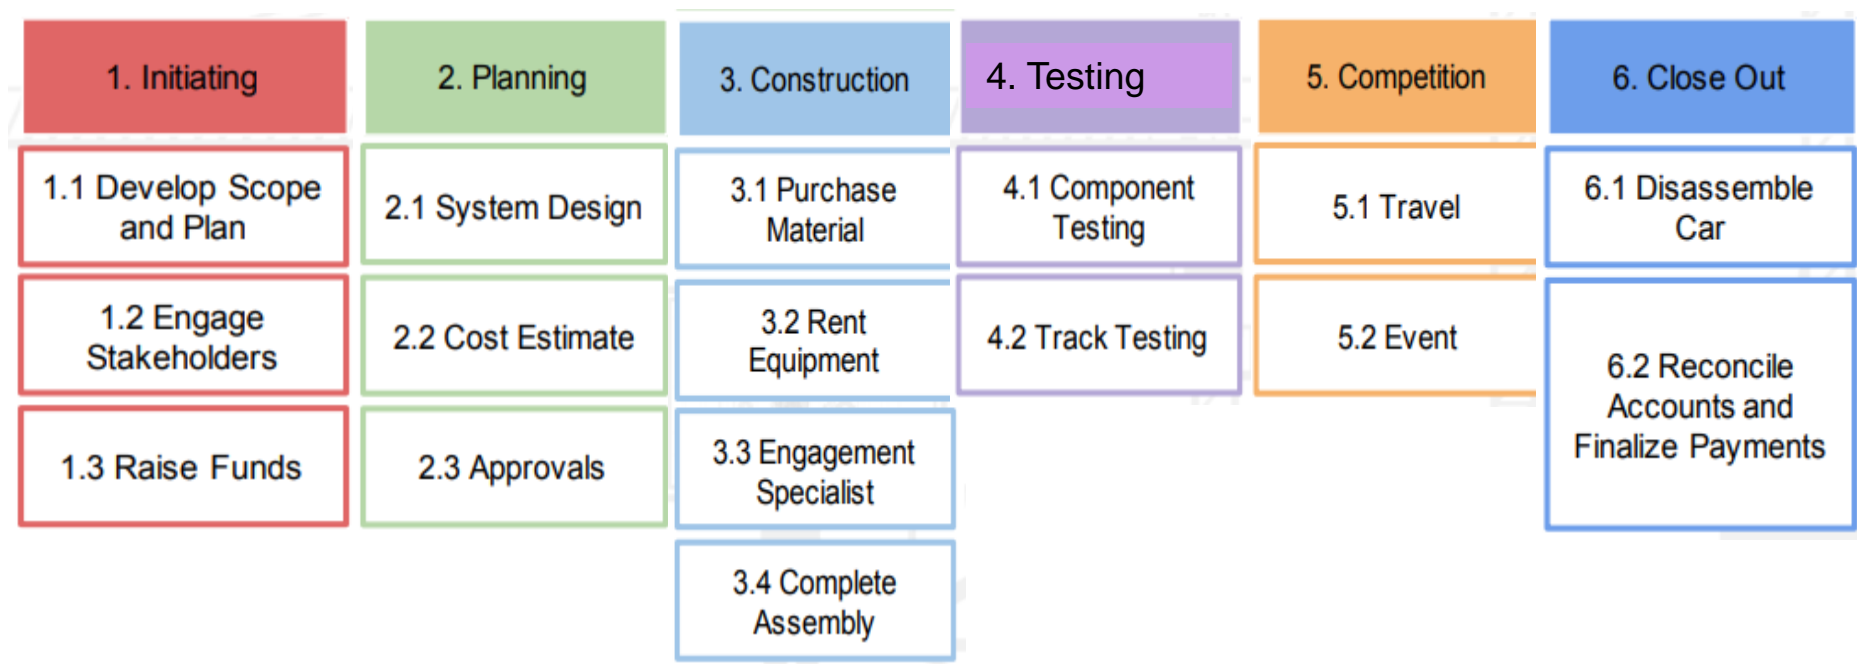 1. Initiating
1.1 Develop Scope
and Plan
1.2 Engage
Stakeholders
1.3 Raise Funds
2. Planning
2.1 System Design
2.2 Cost Estimate
2.3 Approvals
3. Construction
3.1 Purchase
Material
3.2 Rent
Equipment
3.3 Engagement
Specialist
3.4 Complete
Assembly
4. Testing
4.1 Component
Testing
4.2 Track Testing
5. Competition
5.1 Travel
5.2 Event
6. Close Out
6.1 Disassemble
Car
6.2 Reconcile
Accounts and
Finalize Payments